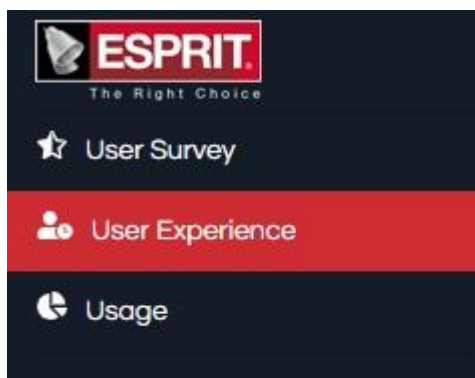 ESPRIT®
The Right Choice
User Survey
User Experience
Usage